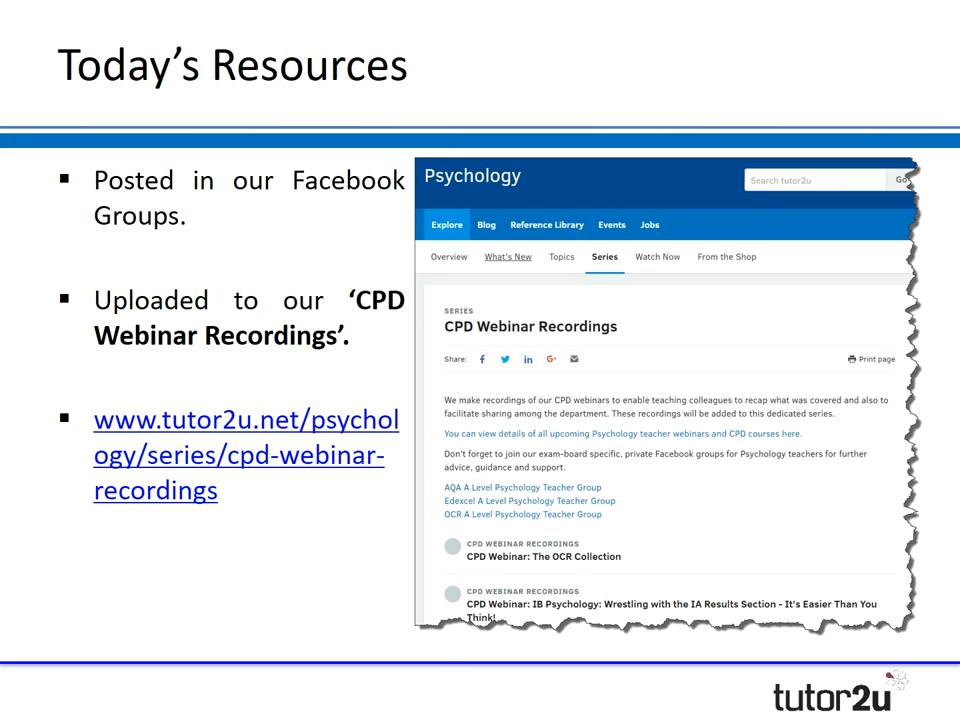 Today's Resources
▪ Posted in our Facebook
Groups.
▪ Uploaded to our ‘CPD
Webinar Recordings’.
▪ www.tutor2u.net/psychol
ogy/series/cpd-webinar-
recordings
Psychology
Search tutor2u
Go
Explore Blog Reference Library Events Jobs
Overview What's New Topics Series Watch Now From the Shop
SERIES
CPD Webinar Recordings
Share:
Print page
We make recordings of our CPD webinars to enable teaching colleagues to recap what was covered and also to
facilitate sharing among the department. These recordings will be added to this dedicated series.
You can view details of all upcoming Psychology teacher webinars and CPD courses here.
Don't forget to join our exam-board specific, private Facebook groups for Psychology teachers for further
advice, guidance and support.
AQA A Level Psychology Teacher Group
Edexcel A Level Psychology Teacher Group
OCR A Level Psychology Teacher Group
CPD WEBINAR RECORDINGS
CPD Webinar: The OCR Collection
CPD WEBINAR RECORDINGS
CPD Webinar: IB Psychology: Wrestling with the IA Results Section - It's Easier Than You
Think!
tutor2u